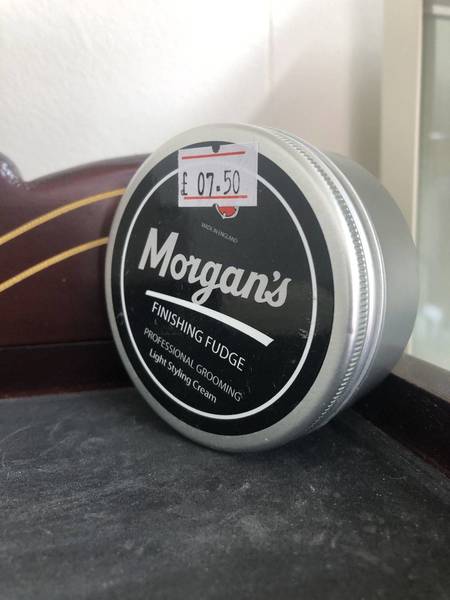 £ 07.50
MADE IN ENGLAND
Morgan's
FINISHING FUDGE
PROFESSIONAL GROOMING
Light Styling Cream